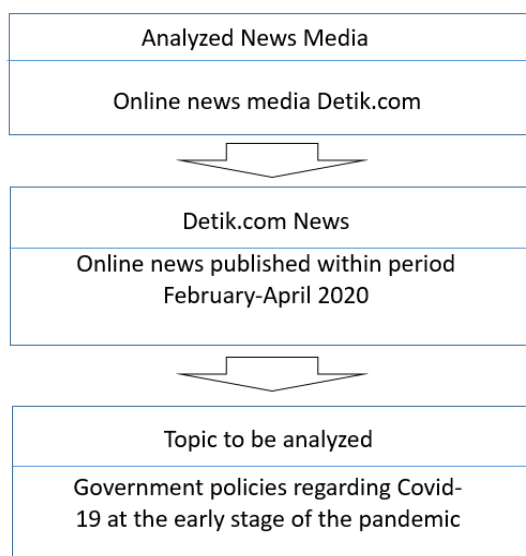 Analyzed News Media
Online news media Detik.com
Detik.com News
Online news published within period
February-April 2020
Topic to be analyzed
Government policies regarding Covid-
19 at the early stage of the pandemic